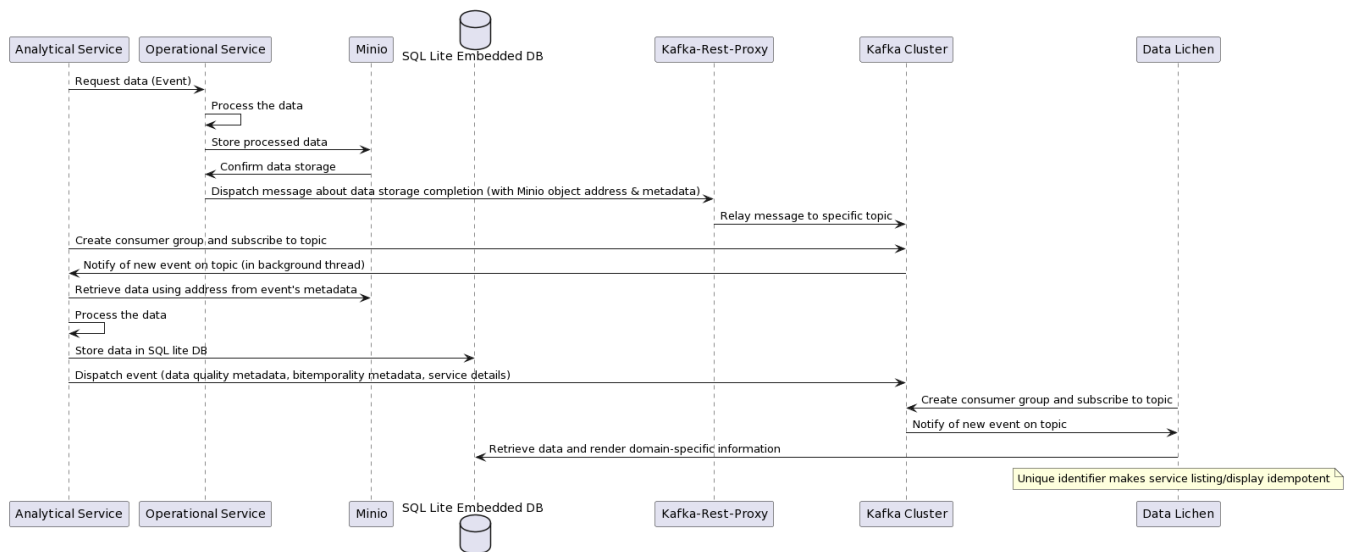 Analytical Service
Operational Service
Minio
SQL Lite Embedded DB
Kafka-Rest-Proxy
Kafka Cluster
Data Lichen
Request data (Event)
Process the data
Store processed data
Confirm data storage
Dispatch message about data storage completion (with Minio object address & metadata)
Relay message to specific topic
Create consumer group and subscribe to topic
Notify of new event on topic (in background thread)
Retrieve data using address from event's metadata
Process the data
Store data in SQL lite DB
Dispatch event (data quality metadata, bitemporality metadata, service details)
Create consumer group and subscribe to topic
Notify of new event on topic
Retrieve data and render domain-specific information
Unique identifier makes service listing/display idempotent
Analytical Service
Operational Service
Minio
SQL Lite Embedded DB
Kafka-Rest-Proxy
Kafka Cluster
Data Lichen